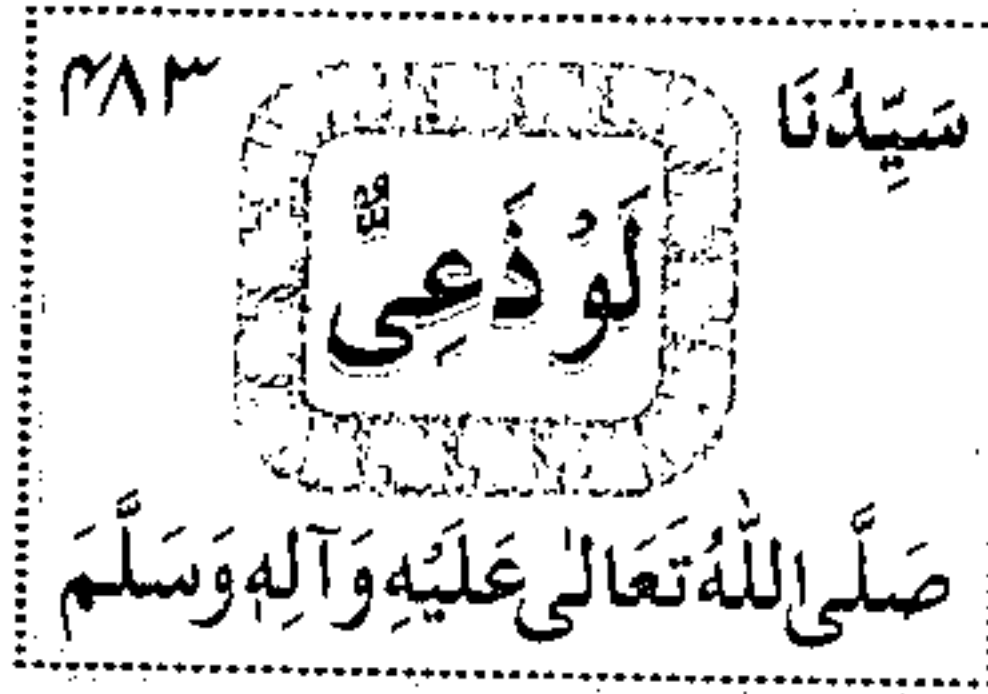 سَيِّدُنَا
۴۸۳
لَوْذَعِىٌّ
صَلَّى اللّٰهُ تَعَالٰى عَلَيْهِ وَآلِهٖ وَسَلَّمَ